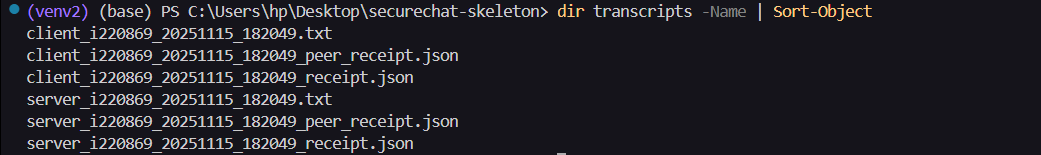 (venv2) (base) PS C:\Users\hp\Desktop\securechat-skeleton> dir transcripts -Name | Sort-Object
client_i220869_20251115_182049.txt
client_i220869_20251115_182049_peer_receipt.json
client_i220869_20251115_182049_receipt.json
server_i220869_20251115_182049.txt
server_i220869_20251115_182049_peer_receipt.json
server_i220869_20251115_182049_receipt.json